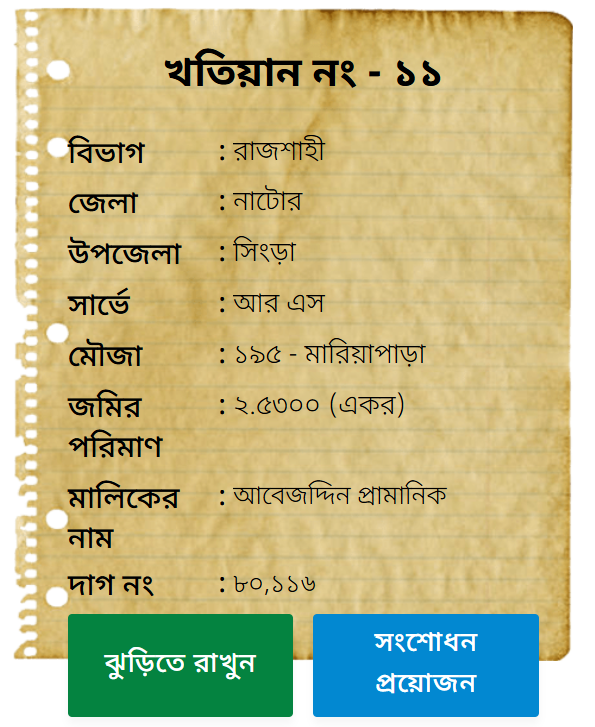 খতিয়ান নং - ১১
বিভাগ : রাজশাহী
জেলা : নাটোর
উপজেলা : সিংড়া
সার্ভে : আর এস
মৌজা : ১৯৫ - মারিয়াপাড়া
জমির : ২.৫৩০০ (একর)
পরিমাণ
মালিকের : আবেজদ্দিন প্রামানিক
নাম
দাগ নং : ৮০,১১৬
ঝুড়িতে রাখুন
সংশোধন
প্রয়োজন